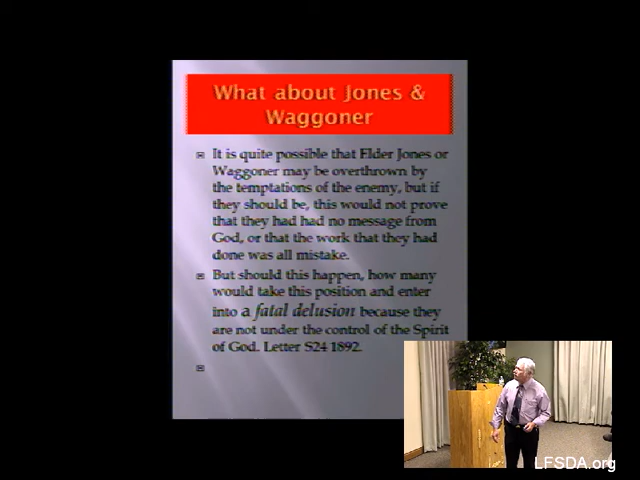 What about Jones &
Waggoner
It is quite possible that Elder Jones or
Waggoner may be overthrown by
the temptations of the enemy, but if
they should be, this would not prove
that they had had no message from
God, or that the work that they had
done was all mistake.
But should this happen, how many
would take this position and enter
into a fatal delusion because they
are not under the control of the Spirit
of God. Letter S24 1892.
LFSDA.org